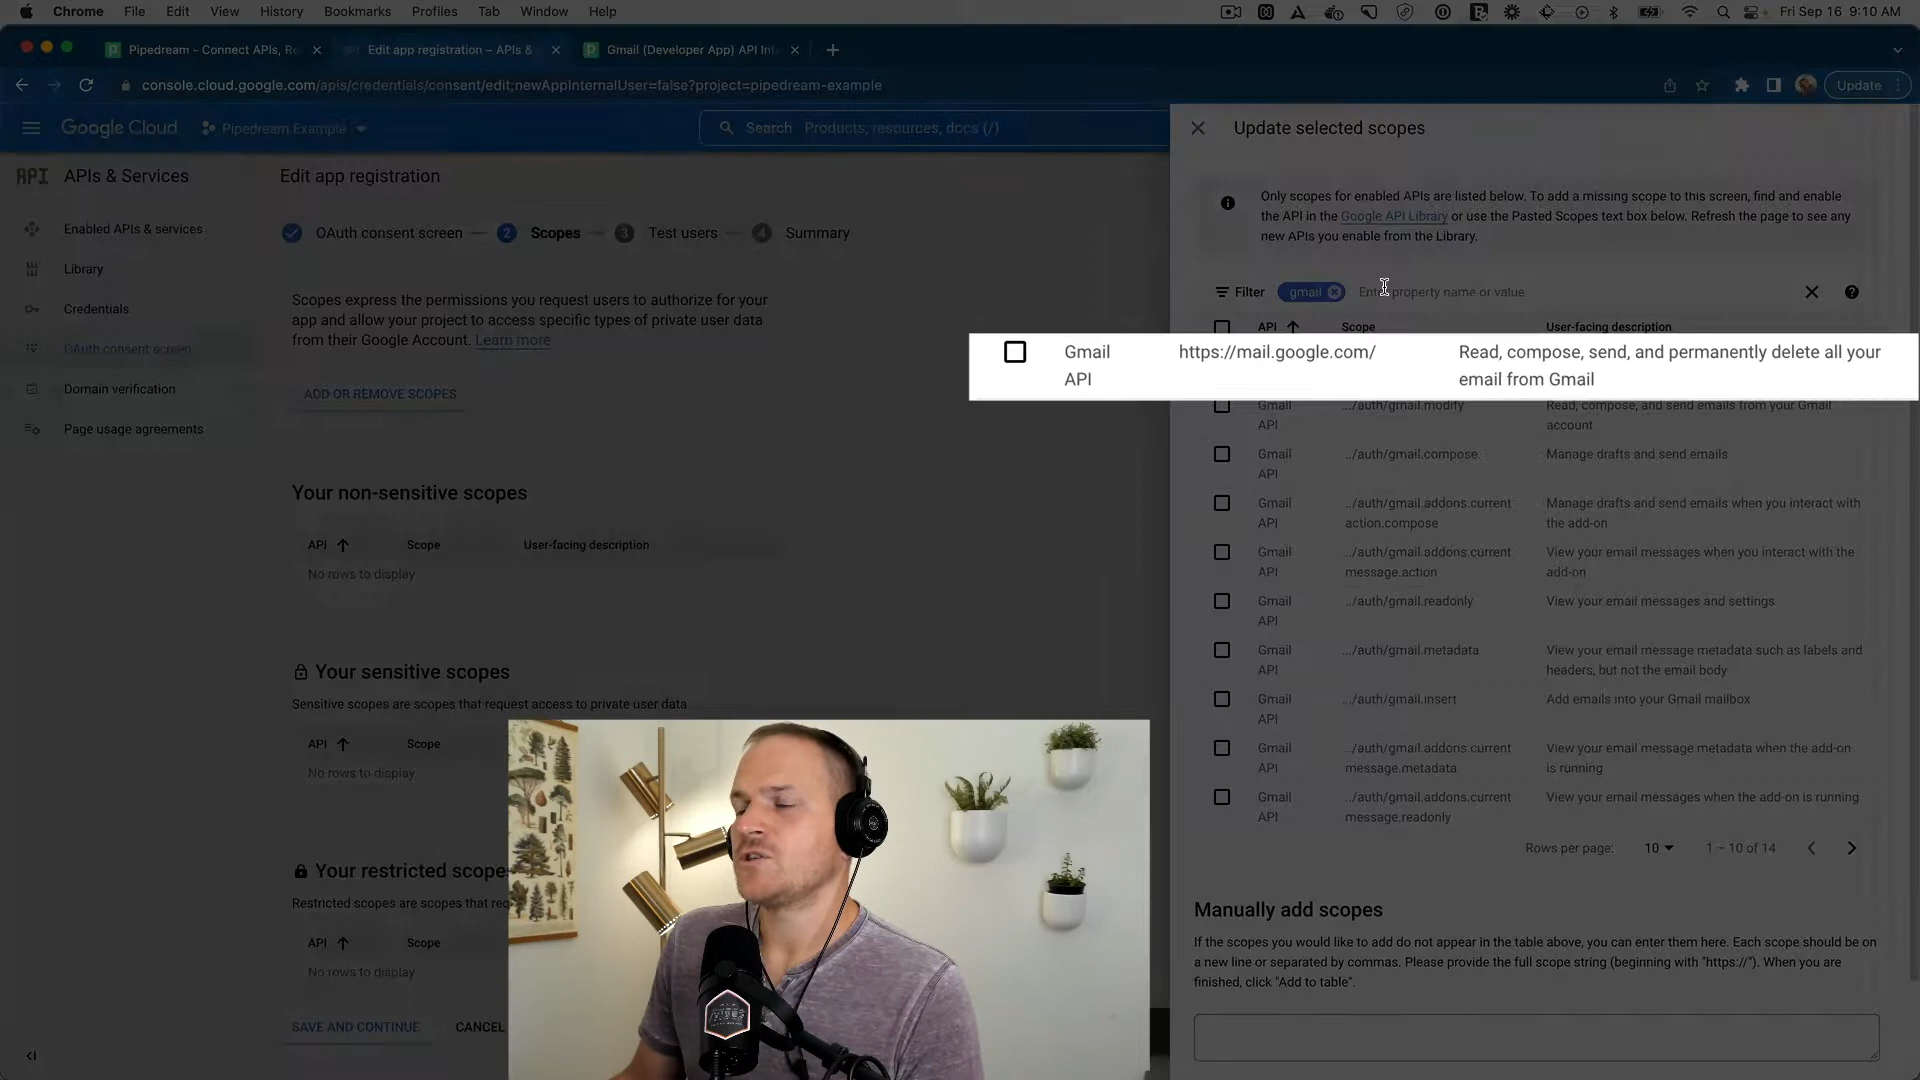 Chrome File Edit View History Bookmarks Profiles Tab Window Help Fri Sep 16 9:10 AM
Pipedream - Connect APIs, Re
Edit app registration – APIs &
Gmail (Developer App) API Int
console.cloud.google.com/apis/credentials/consent/edit;newAppInternalUser=false?project=pipedream-example
Update
Google Cloud
Pipedream Example
Search Products, resources, docs (/)
API APIs & Services
Enabled APIs & services
Library
Credentials
OAuth consent screen
Domain verification
Page usage agreements
Edit app registration
OAuth consent screen — 2 Scopes — 3 Test users — 4 Summary
Scopes express the permissions you request users to authorize for your
app and allow your project to access specific types of private user data
from their Google Account. Learn more
ADD OR REMOVE SCOPES
Your non-sensitive scopes
API Scope User-facing description
No rows to display
Your sensitive scopes
Sensitive scopes are scopes that request access to private user data
API Scope
No rows to display
Your restricted scope
Restricted scopes are scopes that req
API Scope
No rows to display
SAVE AND CONTINUE CANCEL
Update selected scopes
Only scopes for enabled APIs are listed below. To add a missing scope to this screen, find and enable
the API in the Google API Library or use the Pasted Scopes text box below. Refresh the page to see any
new APIs you enable from the Library.
Filter gmail Enter property name or value
API Scope User-facing description
Gmail https://mail.google.com/ Read, compose, send, and permanently delete all your
API email from Gmail
Gmail .../auth/gmail.modify Read, compose, and send emails from your Gmail
API account
Gmail .../auth/gmail.compose Manage drafts and send emails
API
Gmail .../auth/gmail.addons.current Manage drafts and send emails when you interact with
API action.compose the add-on
Gmail .../auth/gmail.addons.current View your email messages when you interact with the
API message.action add-on
Gmail .../auth/gmail.readonly View your email messages and settings
API
Gmail .../auth/gmail.metadata View your email message metadata such as labels and
API headers, but not the email body
Gmail .../auth/gmail.insert Add emails into your Gmail mailbox
API
Gmail .../auth/gmail.addons.current View your email message metadata when the add-on
API message.metadata is running
Gmail .../auth/gmail.addons.current View your email messages when the add-on is running
API message.readonly
Rows per page: 10 1 – 10 of 14
Manually add scopes
If the scopes you would like to add do not appear in the table above, you can enter them here. Each scope should be on
a new line or separated by commas. Please provide the full scope string (beginning with "https://"). When you are
finished, click "Add to table".